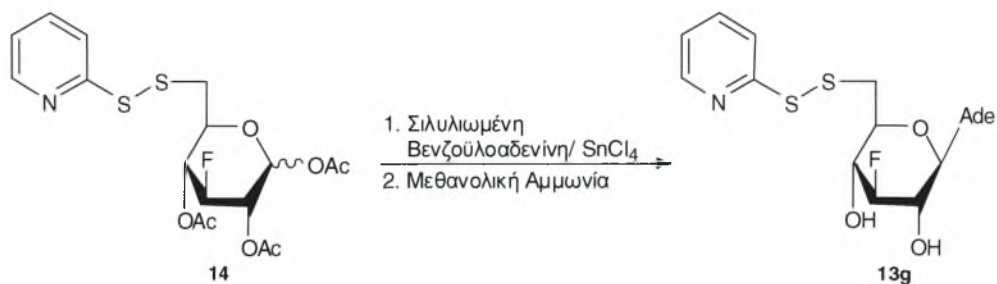 N
S
S
O
F
OAc
OAc
OAc
14
1. Σιλυλιωμένη
Βενζοϋλοαδενίνη/ SnCl4
2. Μεθανολική Αμμωνία
N
S
S
Ade
O
F
OH
OH
13g